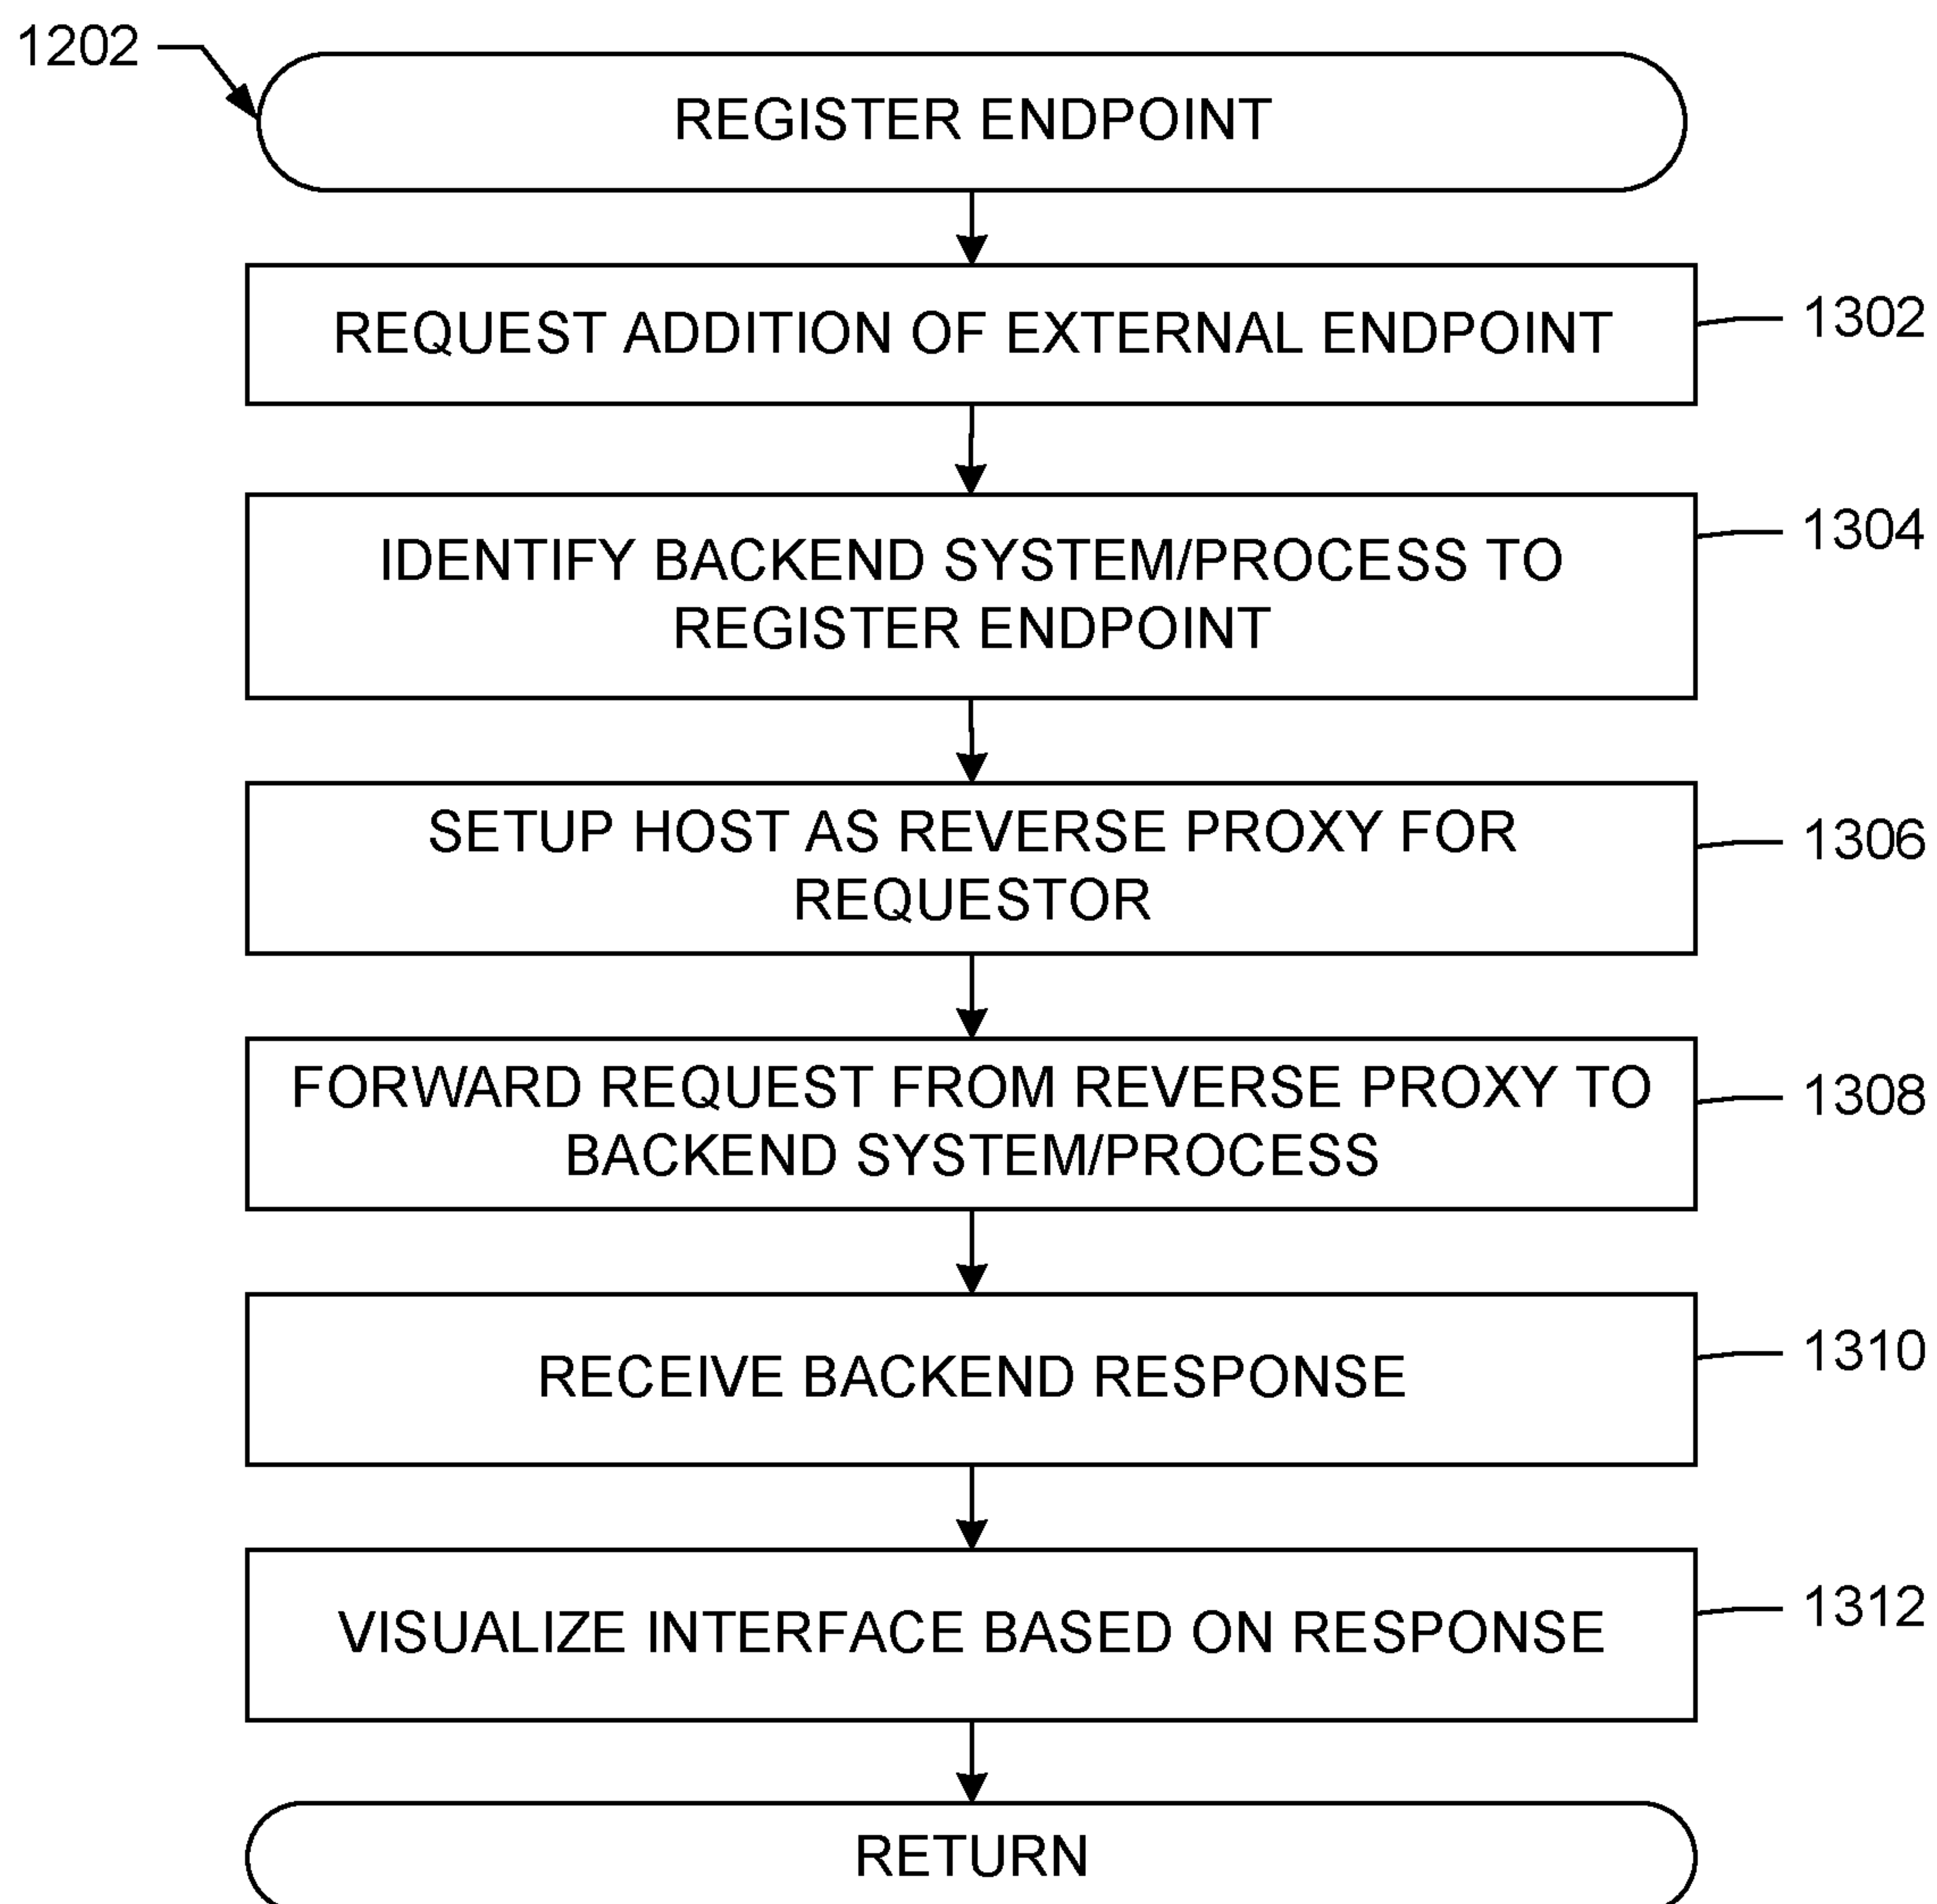 1202
REGISTER ENDPOINT
REQUEST ADDITION OF EXTERNAL ENDPOINT
1302
IDENTIFY BACKEND SYSTEM/PROCESS TO
REGISTER ENDPOINT
1304
SETUP HOST AS REVERSE PROXY FOR
REQUESTOR
1306
FORWARD REQUEST FROM REVERSE PROXY TO
BACKEND SYSTEM/PROCESS
1308
RECEIVE BACKEND RESPONSE
1310
VISUALIZE INTERFACE BASED ON RESPONSE
1312
RETURN